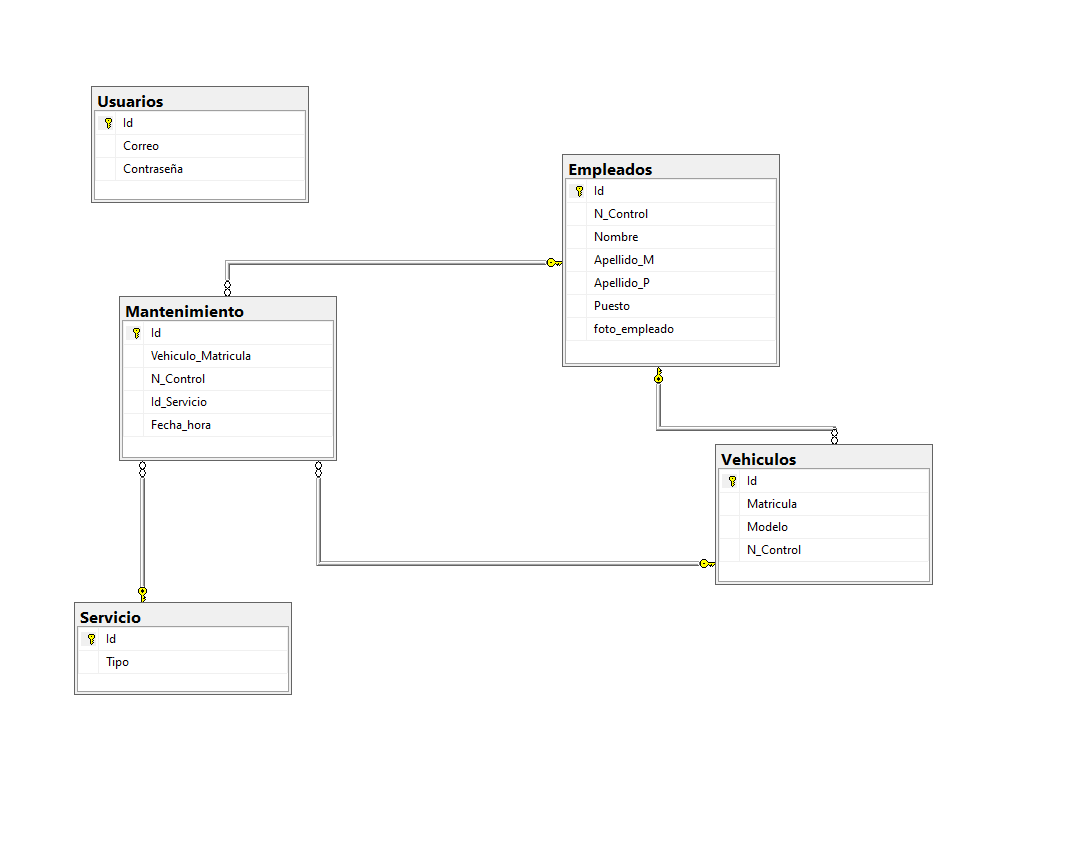 Usuarios
Id
Correo
Contraseña
Empleados
Id
N_Control
Nombre
Apellido_M
Apellido_P
Puesto
foto_empleado
Mantenimiento
Id
Vehiculo_Matricula
N_Control
Id_Servicio
Fecha_hora
Vehiculos
Id
Matricula
Modelo
N_Control
Servicio
Id
Tipo